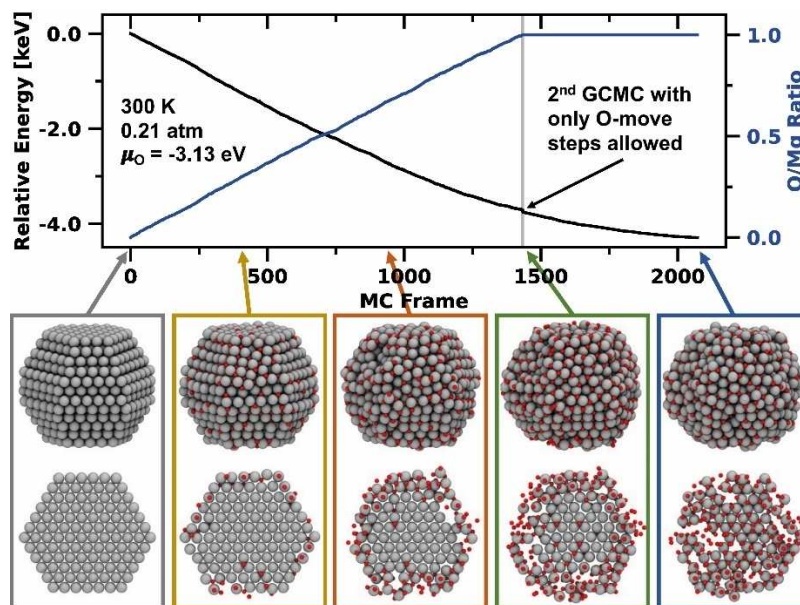 Relative Energy [keV]
0.0
-2.0
-4.0
300 K
0.21 atm
μO = -3.13 eV
2nd GCMC with
only O-move
steps allowed
1.0
0.5
0.0
O/Mg Ratio
0
500
1000
1500
2000
MC Frame